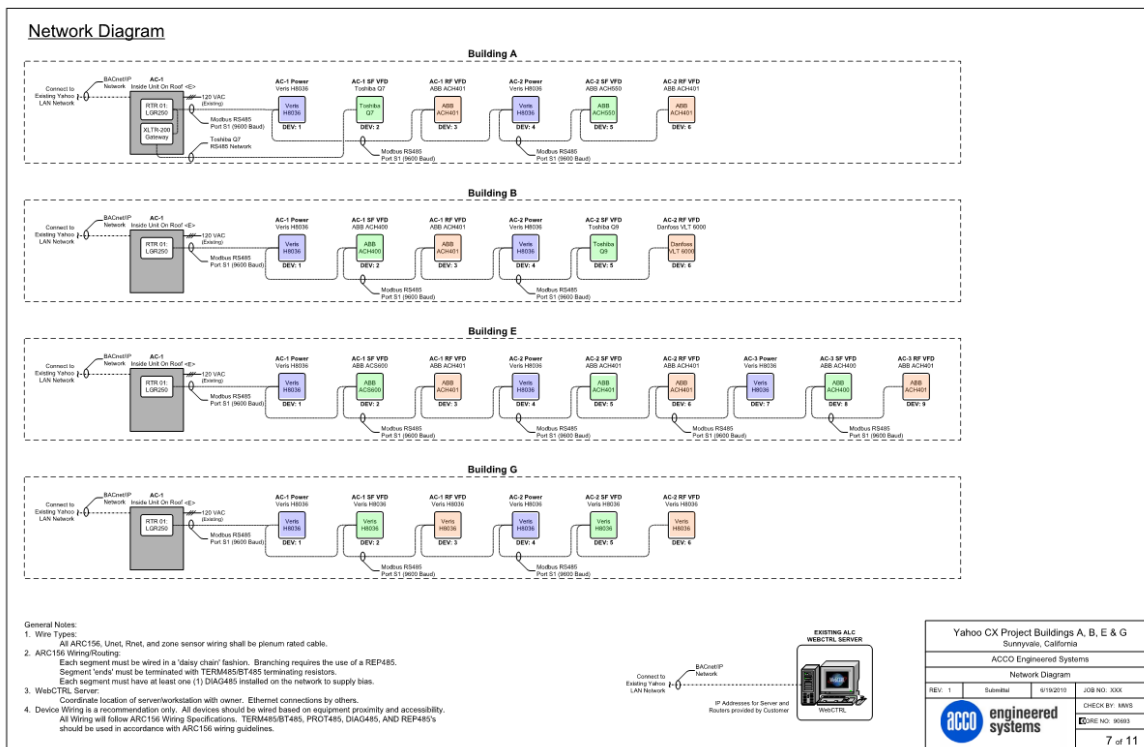 Network Diagram
Building A
Connect to
Existing Yahoo
LAN Network
BACnet/IP
Network
AC-1
Inside Unit On Roof <E>
RTR 01:
LGR250
XLTR-200
Gateway
120 VAC
(Existing)
Modbus RS485
Port S1 (9600 Baud)
Toshiba Q7
RS485 Network
AC-1 Power
Veris H8036
Veris
H8036
DEV: 1
AC-1 SF VFD
Toshiba Q7
Toshiba
Q7
DEV: 2
AC-1 RF VFD
ABB ACH401
ABB
ACH401
DEV: 3
AC-2 Power
Veris H8036
Veris
H8036
DEV: 4
AC-2 SF VFD
ABB ACH550
ABB
ACH550
DEV: 5
AC-2 RF VFD
ABB ACH401
ABB
ACH401
DEV: 6
Modbus RS485
Port S1 (9600 Baud)
Modbus RS485
Port S1 (9600 Baud)
Building B
Connect to
Existing Yahoo
LAN Network
BACnet/IP
Network
AC-1
Inside Unit On Roof <E>
RTR 01:
LGR250
120 VAC
(Existing)
Modbus RS485
Port S1 (9600 Baud)
AC-1 Power
Veris H8036
Veris
H8036
DEV: 1
AC-1 SF VFD
ABB ACH400
ABB
ACH400
DEV: 2
AC-1 RF VFD
ABB ACH401
ABB
ACH401
DEV: 3
AC-2 Power
Veris H8036
Veris
H8036
DEV: 4
AC-2 SF VFD
Toshiba Q9
Toshiba
Q9
DEV: 5
AC-2 RF VFD
Danfoss VLT 6000
Danfoss
VLT 6000
DEV: 6
Modbus RS485
Port S1 (9600 Baud)
Modbus RS485
Port S1 (9600 Baud)
Building E
Connect to
Existing Yahoo
LAN Network
BACnet/IP
Network
AC-1
Inside Unit On Roof <E>
RTR 01:
LGR250
120 VAC
(Existing)
Modbus RS485
Port S1 (9600 Baud)
AC-1 Power
Veris H8036
Veris
H8036
DEV: 1
AC-1 SF VFD
ABB ACS600
ABB
ACS600
DEV: 2
AC-1 RF VFD
ABB ACH401
ABB
ACH401
DEV: 3
AC-2 Power
Veris H8036
Veris
H8036
DEV: 4
AC-2 SF VFD
ABB ACH401
ABB
ACH401
DEV: 5
AC-2 RF VFD
ABB ACH401
ABB
ACH401
DEV: 6
AC-3 Power
Veris H8036
Veris
H8036
DEV: 7
AC-3 SF VFD
ABB ACH400
ABB
ACH400
DEV: 8
AC-3 RF VFD
ABB ACH401
ABB
ACH401
DEV: 9
Modbus RS485
Port S1 (9600 Baud)
Modbus RS485
Port S1 (9600 Baud)
Modbus RS485
Port S1 (9600 Baud)
Modbus RS485
Port S1 (9600 Baud)
Building G
Connect to
Existing Yahoo
LAN Network
BACnet/IP
Network
AC-1
Inside Unit On Roof <E>
RTR 01:
LGR250
120 VAC
(Existing)
Modbus RS485
Port S1 (9600 Baud)
AC-1 Power
Veris H8036
Veris
H8036
DEV: 1
AC-1 SF VFD
Veris H8036
Veris
H8036
DEV: 2
AC-1 RF VFD
Veris H8036
Veris
H8036
DEV: 3
AC-2 Power
Veris H8036
Veris
H8036
DEV: 4
AC-2 SF VFD
Veris H8036
Veris
H8036
DEV: 5
AC-2 RF VFD
Veris H8036
Veris
H8036
DEV: 6
Modbus RS485
Port S1 (9600 Baud)
Modbus RS485
Port S1 (9600 Baud)
General Notes:
1. Wire Types:
All ARC156, Unet, Rnet, and zone sensor wiring shall be plenum rated cable.
2. ARC156 Wiring/Routing:
Each segment must be wired in a 'daisy chain' fashion. Branching requires the use of a REP485.
Segment 'ends' must be terminated with TERM485/BT485 terminating resistors.
Each segment must have at least one (1) DIAG485 installed on the network to supply bias.
3. WebCTRL Server:
Coordinate location of server/workstation with owner. Ethernet connections by others.
4. Device Wiring is a recommendation only. All devices should be wired based on equipment proximity and accessibility.
All Wiring will follow ARC156 Wiring Specifications. TERM485/BT485, PROT485, DIAG485, AND REP485's
should be used in accordance with ARC156 wiring guidelines.
Connect to
Existing Yahoo
LAN Network
BACnet/IP
Network
IP Addresses for Server and
Routers provided by Customer
EXISTING ALC
WEBCTRL SERVER
WebCTRL
Yahoo CX Project Buildings A, B, E & G
Sunnyvale, California
ACCO Engineered Systems
Network Diagram
REV: 1
Submittal
6/19/2010
JOB NO: XXX
CHECK BY: MWS
CORE NO: 90693
acco engineered
systems
7 of 11